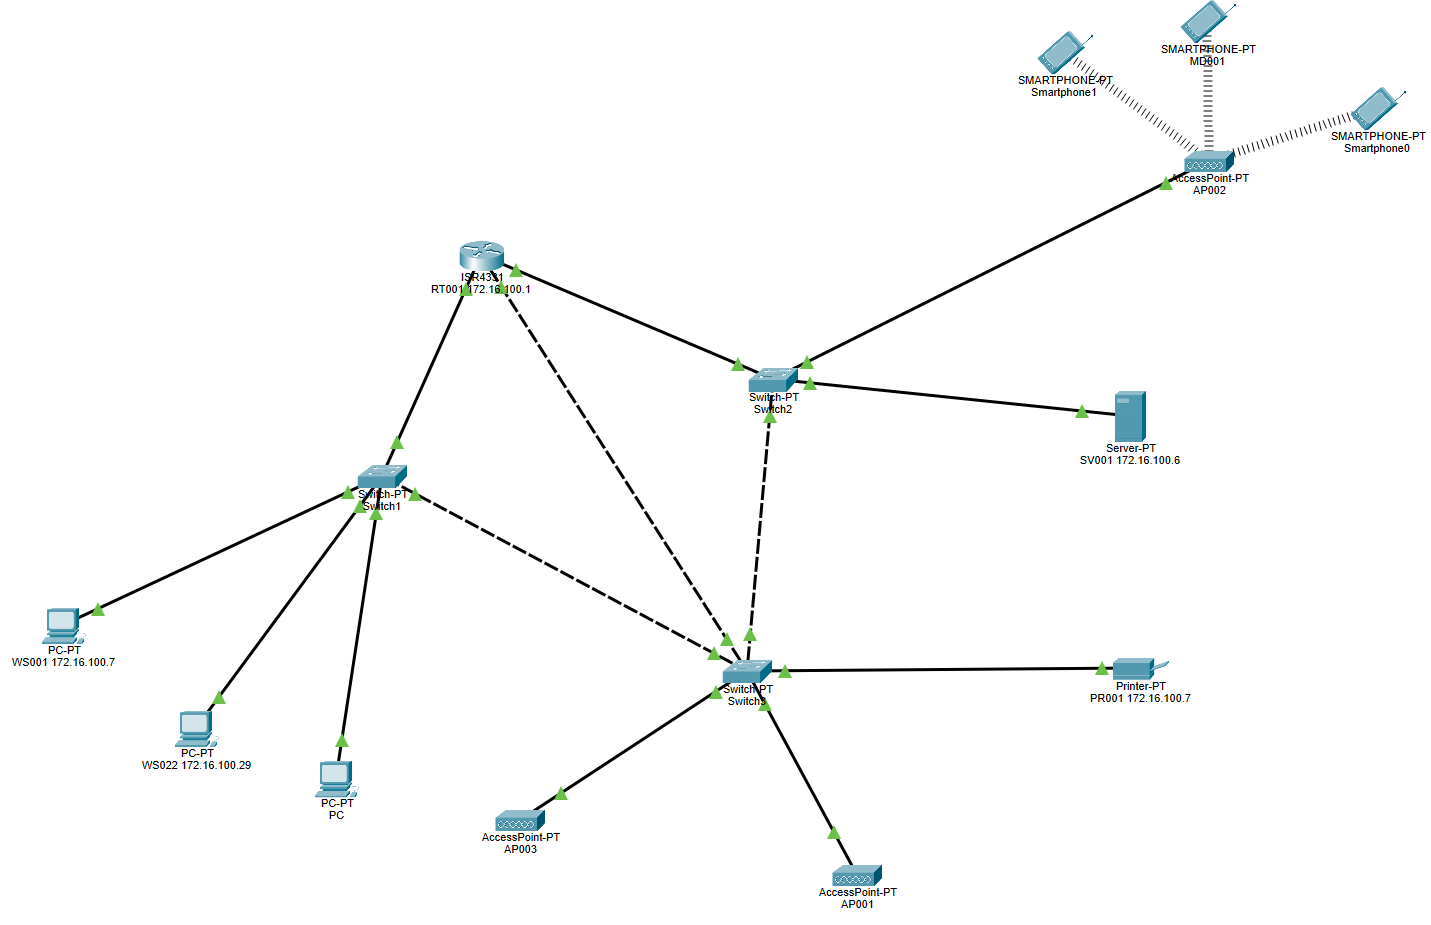 SMARTPHONE-PT
MD001
SMARTPHONE-PT
Smartphone1
SMARTPHONE-PT
Smartphone0
AccessPoint-PT
AP002
ISR4331
RT001 172.16.100.1
Switch-PT
Switch2
Server-PT
SV001 172.16.100.6
Switch-PT
Switch1
PC-PT
WS001 172.16.100.7
Switch-PT
Switch3
Printer-PT
PR001 172.16.100.7
PC-PT
WS022 172.16.100.29
PC-PT
PC
AccessPoint-PT
AP003
AccessPoint-PT
AP001